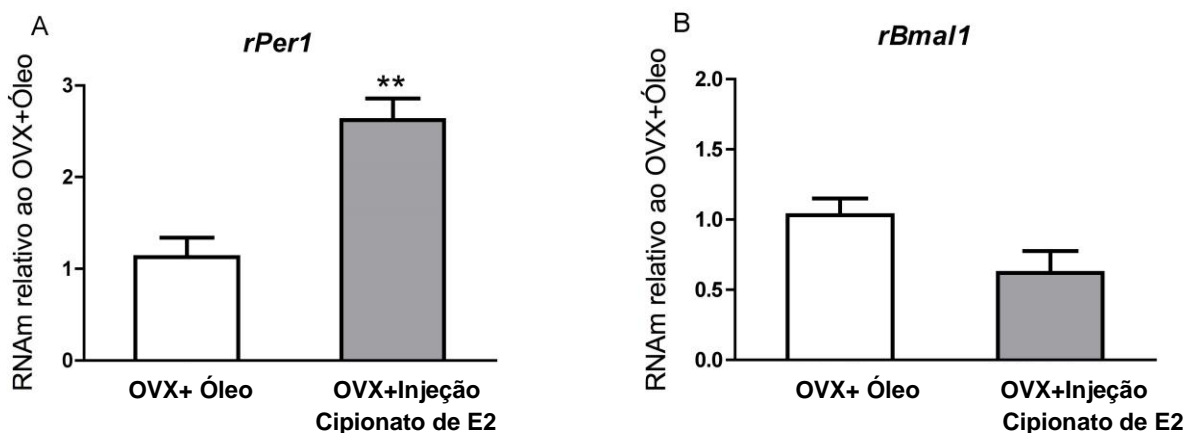 A
rPer1
RNAm relativo ao OVX+Óleo
3
2
1
0
**
OVX+ Óleo
OVX+Injeção
Cipionato de E2
B
rBmal1
RNAm relativo ao OVX+Óleo
2.0
1.5
1.0
0.5
0.0
OVX+ Óleo
OVX+Injeção
Cipionato de E2